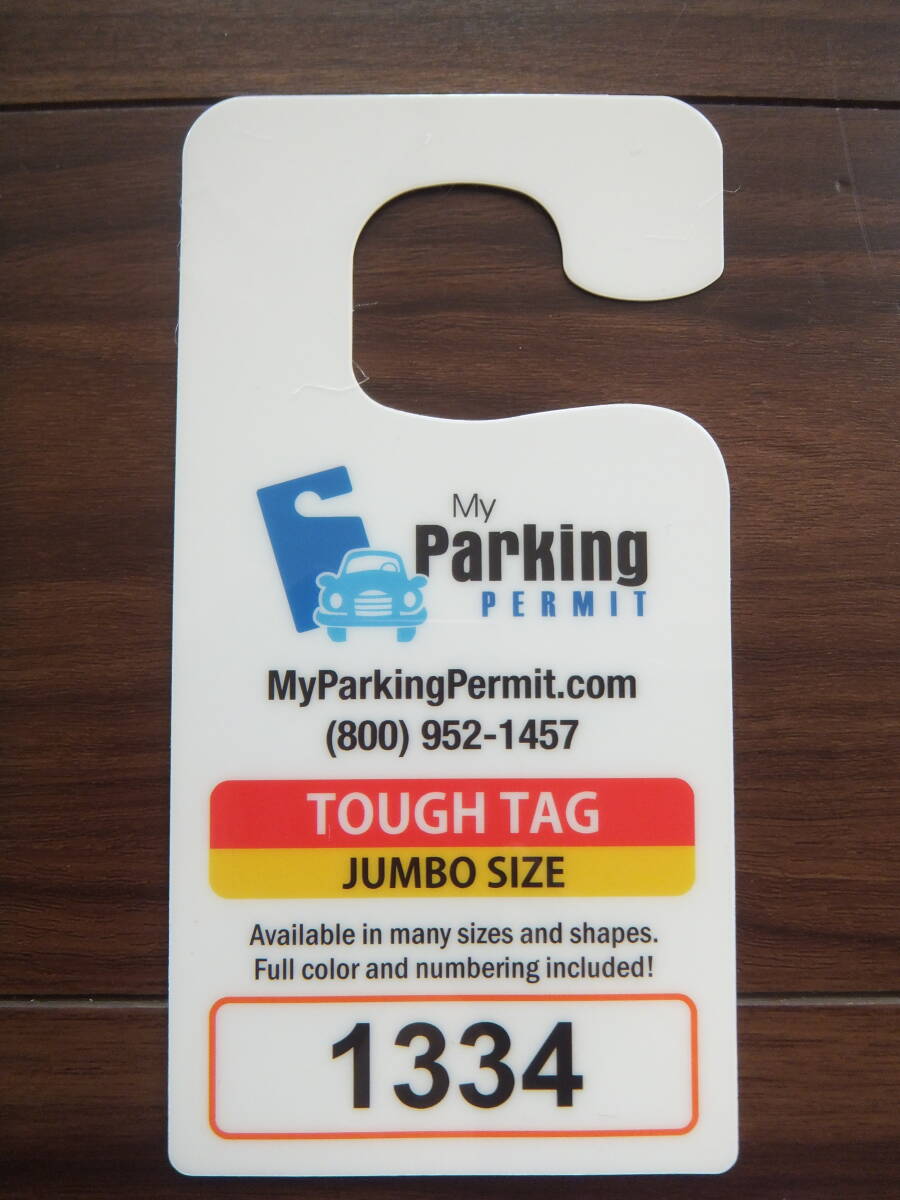 My
Parking
PERMIT
MyParkingPermit.com
(800) 952-1457
TOUGH TAG
JUMBO SIZE
Available in many sizes and shapes.
Full color and numbering included!
1334